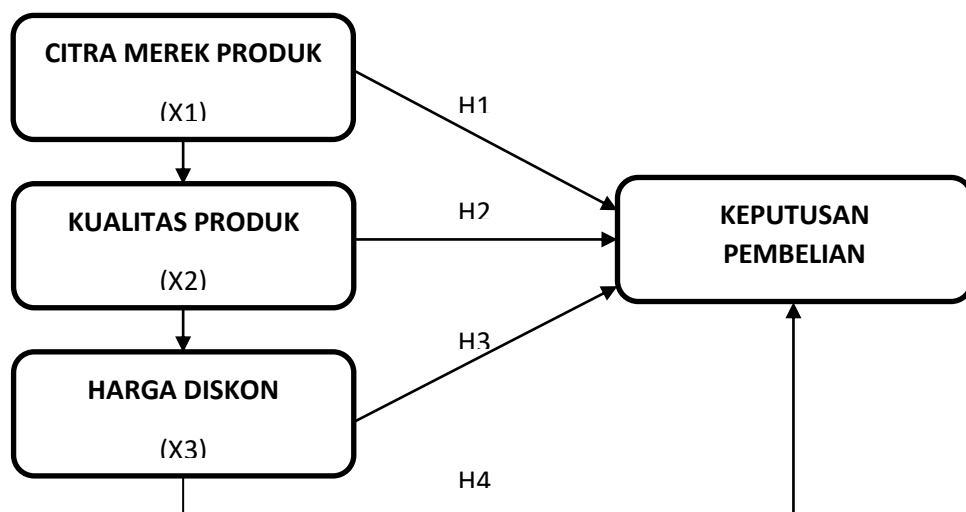 CITRA MEREK PRODUK
(X1)
H1
KUALITAS PRODUK
(X2)
H2
KEPUTUSAN
PEMBELIAN
HARGA DISKON
(X3)
H3
H4